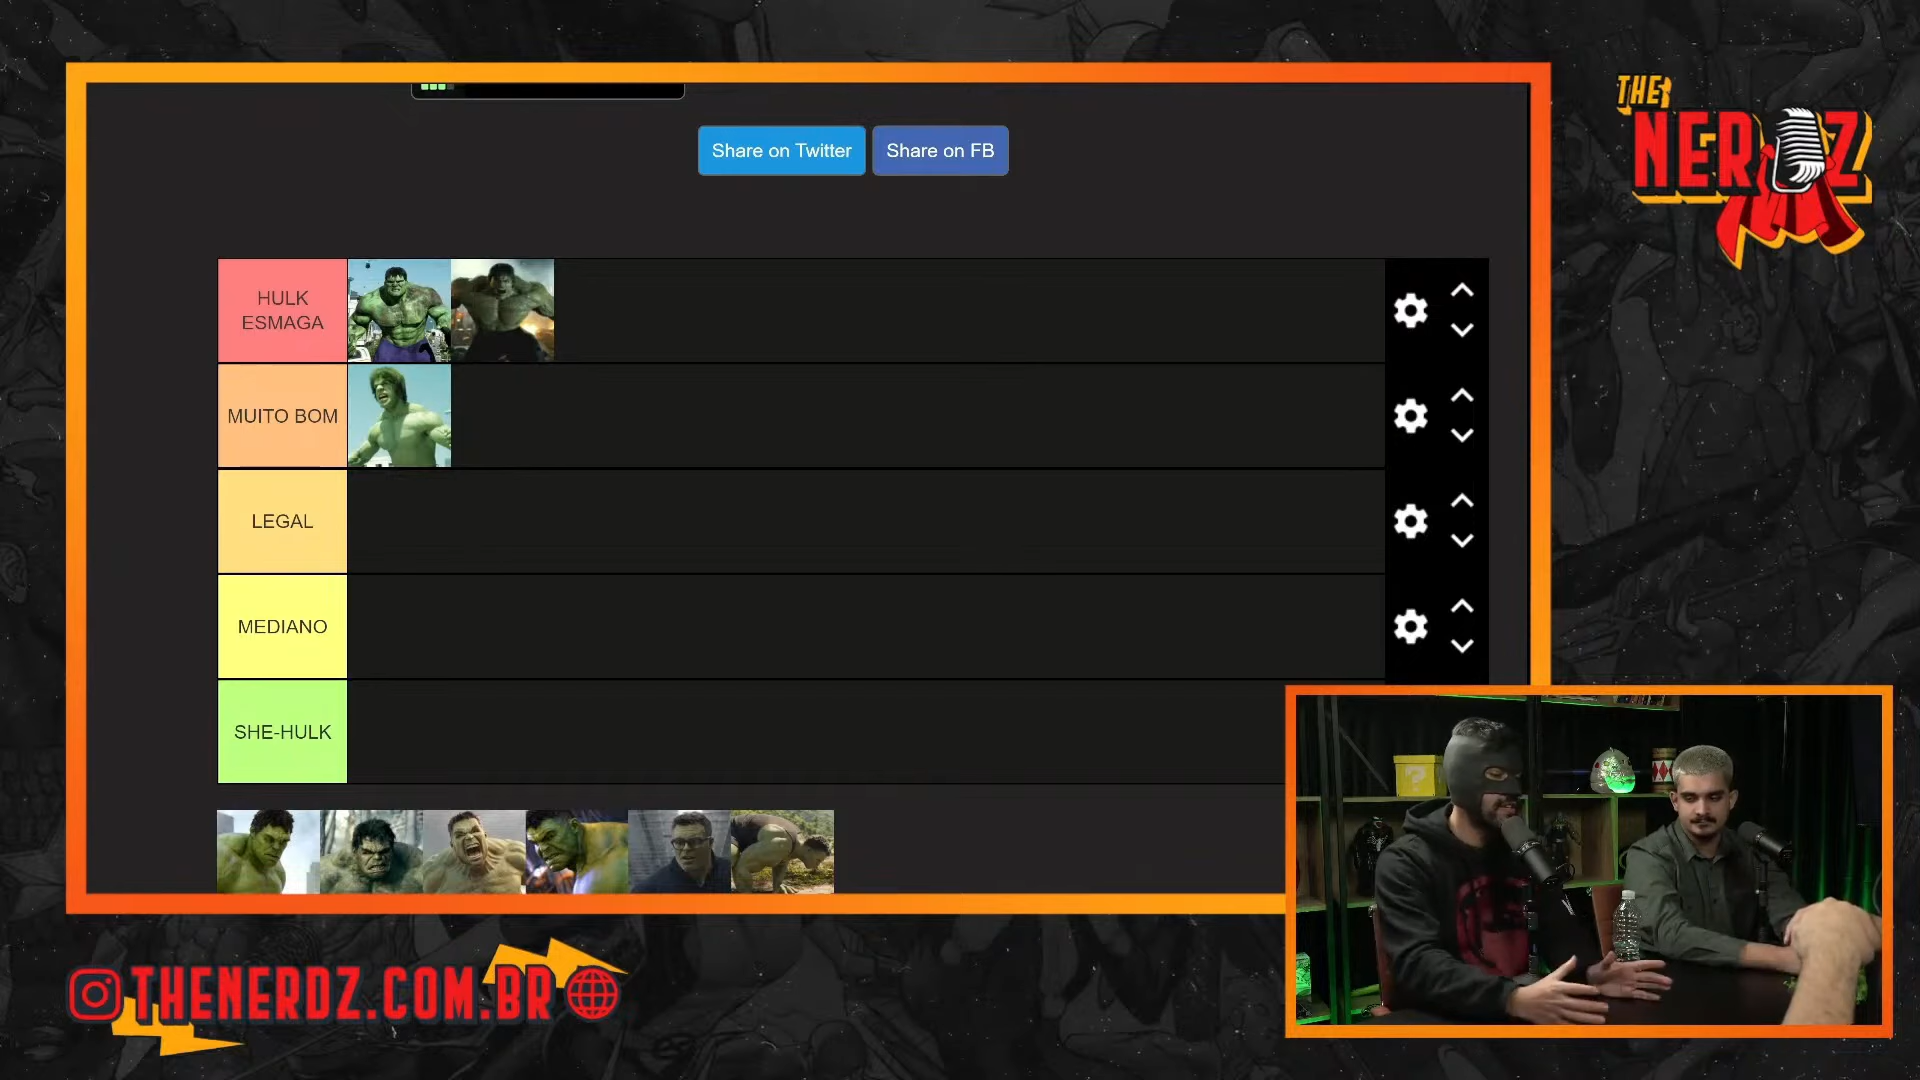 THE
NERDZ
Share on Twitter
Share on FB
HULK
ESMAGA
MUITO BOM
LEGAL
MEDIANO
SHE-HULK
?
THENERDZ.COM.BR